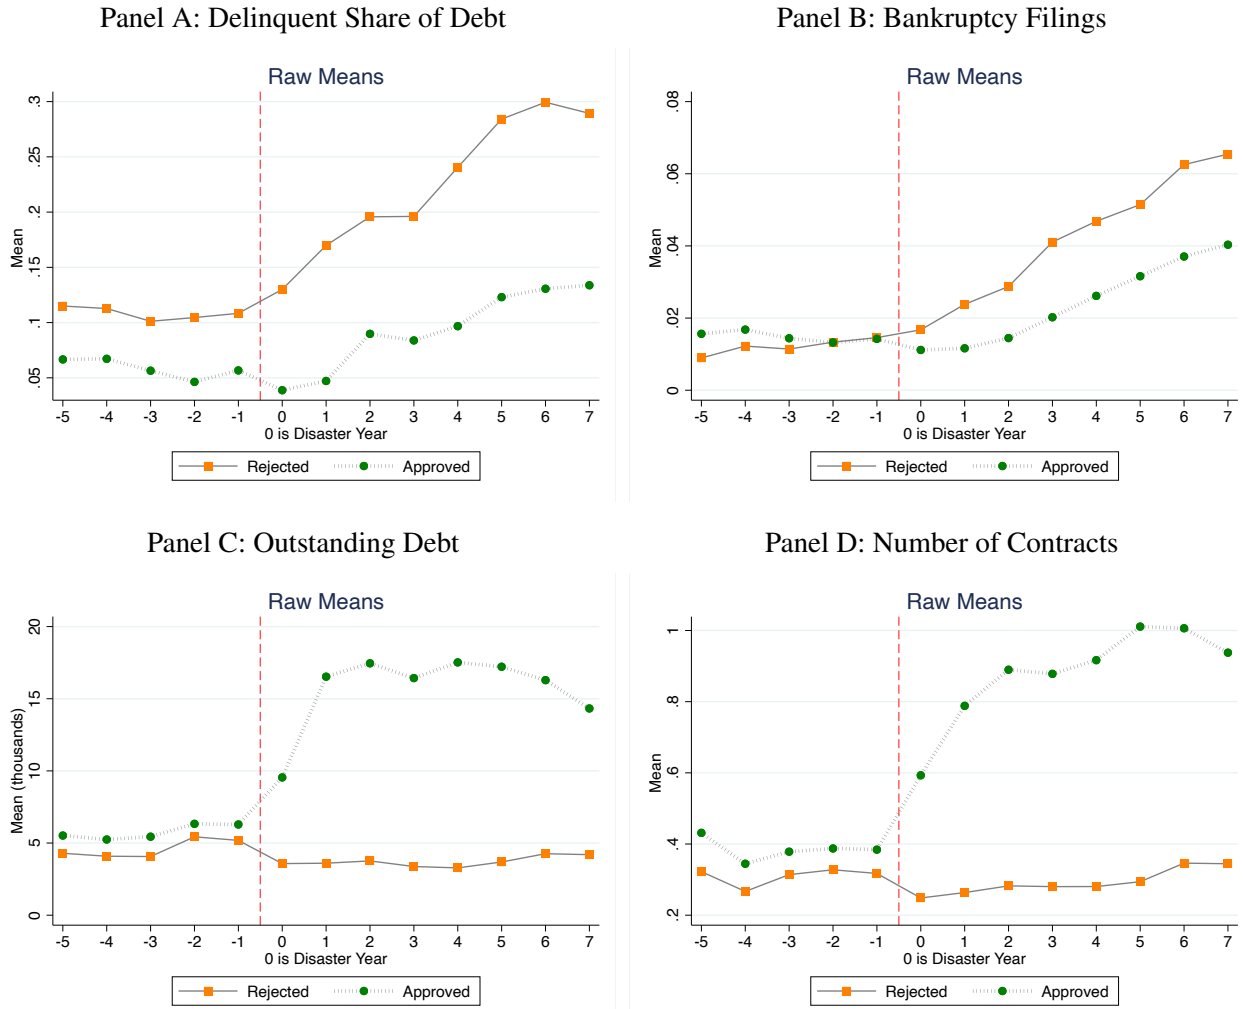 Panel A: Delinquent Share of Debt
Raw Means
Mean
.3
.25
.2
.15
.1
.05
-5 -4 -3 -2 -1 0 1 2 3 4 5 6 7
0 is Disaster Year
Rejected Approved
Panel B: Bankruptcy Filings
Raw Means
Mean
.08
.06
.04
.02
0
-5 -4 -3 -2 -1 0 1 2 3 4 5 6 7
0 is Disaster Year
Rejected Approved
Panel C: Outstanding Debt
Raw Means
Mean (thousands)
20
15
10
5
0
-5 -4 -3 -2 -1 0 1 2 3 4 5 6 7
0 is Disaster Year
Rejected Approved
Panel D: Number of Contracts
Raw Means
Mean
1
.8
.6
.4
.2
-5 -4 -3 -2 -1 0 1 2 3 4 5 6 7
0 is Disaster Year
Rejected Approved